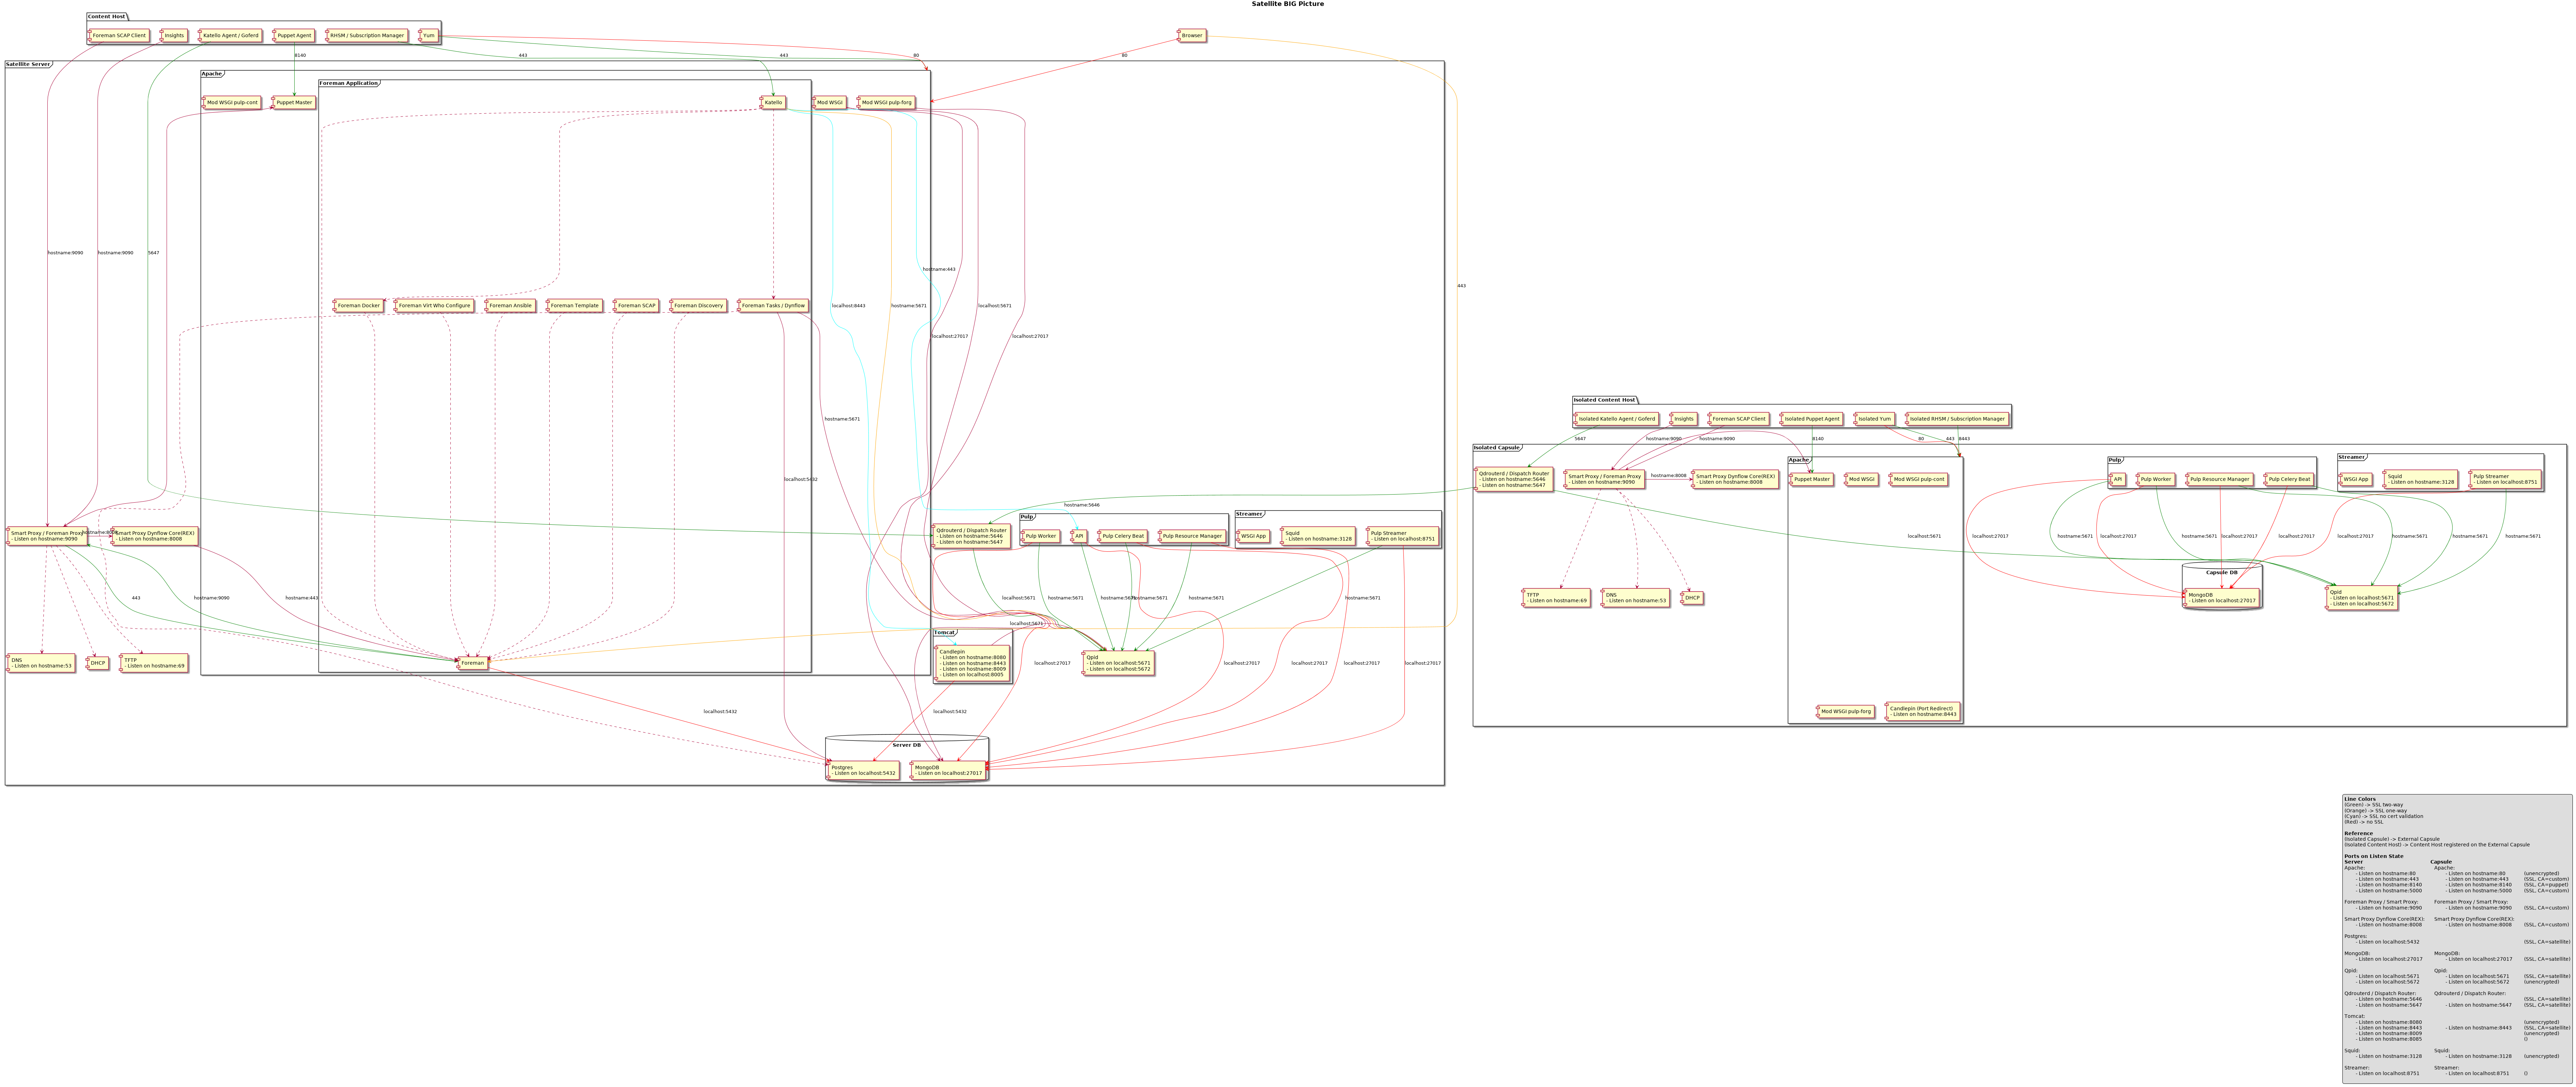 Satellite BIG Picture
Content Host
Foreman SCAP Client
Insights
Katello Agent / Goferd
Puppet Agent
RHSM / Subscription Manager
Yum
Browser
8140
443
443
80
80
Satellite Server
Apache
Foreman Application
Mod WSGI pulp-cont
Puppet Master
Katello
Mod WSGI
Mod WSGI pulp-forg
hostname:9090
hostname:9090
5647
hostname:443
443
Foreman Docker
Foreman Virt Who Configure
Foreman Ansible
Foreman Template
Foreman SCAP
Foreman Discovery
Foreman Tasks / Dynflow
localhost:8443
hostname:5671
localhost:5671
localhost:27017
localhost:27017
hostname:5671
localhost:5432
Isolated Content Host
Isolated Katello Agent / Goferd
Insights
Foreman SCAP Client
Isolated Puppet Agent
Isolated Yum
Isolated RHSM / Subscription Manager
5647
hostname:9090
hostname:9090
8140
80
443
8443
Isolated Capsule
Qdrouterd / Dispatch Router
- Listen on hostname:5646
- Listen on hostname:5647
Smart Proxy / Foreman Proxy
- Listen on hostname:9090
hostname:8008
Smart Proxy Dynflow Core(REX)
- Listen on hostname:8008
Apache
Puppet Master
Mod WSGI
Mod WSGI pulp-cont
Pulp
API
Pulp Worker
Pulp Resource Manager
Pulp Celery Beat
Streamer
WSGI App
Squid
- Listen on hostname:3128
Pulp Streamer
- Listen on localhost:8751
hostname:5646
Smart Proxy / Foreman Proxy
- Listen on hostname:9090
Smart Proxy Dynflow Core(REX)
- Listen on hostname:8008
Qdrouterd / Dispatch Router
- Listen on hostname:5646
- Listen on hostname:5647
Pulp
Pulp Worker
API
Pulp Celery Beat
Pulp Resource Manager
Streamer
WSGI App
Squid
- Listen on hostname:3128
Pulp Streamer
- Listen on localhost:8751
localhost:5671
localhost:27017
hostname:5671
localhost:27017
hostname:5671
localhost:27017
hostname:5671
localhost:27017
localhost:27017
hostname:5671
hostname:5671
Capsule DB
MongoDB
- Listen on localhost:27017
Qpid
- Listen on localhost:5671
- Listen on localhost:5672
TFTP
- Listen on hostname:69
DNS
- Listen on hostname:53
DHCP
443
hostname:9090
hostname:443
localhost:5671
hostname:5671
hostname:5671
hostname:5671
hostname:5671
localhost:5671
Tomcat
Candlepin
- Listen on hostname:8080
- Listen on hostname:8443
- Listen on hostname:8009
- Listen on localhost:8005
Qpid
- Listen on localhost:5671
- Listen on localhost:5672
DNS
- Listen on hostname:53
DHCP
TFTP
- Listen on hostname:69
Foreman
localhost:27017
localhost:27017
localhost:27017
localhost:27017
localhost:27017
localhost:5432
localhost:5432
Mod WSGI pulp-forg
Candlepin (Port Redirect)
- Listen on hostname:8443
Server DB
Postgres
- Listen on localhost:5432
MongoDB
- Listen on localhost:27017
Line Colors
(Green) -> SSL two-way
(Orange) -> SSL one-way
(Cyan) -> SSL no cert validation
(Red) -> no SSL
Reference
(Isolated Capsule) -> External Capsule
(Isolated Content Host) -> Content Host registered on the External Capsule
Ports on Listen State
Server Capsule
Apache: Apache:
- Listen on hostname:80 - Listen on hostname:80 (unencrypted)
- Listen on hostname:443 - Listen on hostname:443 (SSL, CA=custom)
- Listen on hostname:8140 - Listen on hostname:8140 (SSL, CA=puppet)
- Listen on hostname:5000 - Listen on hostname:5000 (SSL, CA=custom)
Foreman Proxy / Smart Proxy: Foreman Proxy / Smart Proxy:
- Listen on hostname:9090 - Listen on hostname:9090 (SSL, CA=custom)
Smart Proxy Dynflow Core(REX): Smart Proxy Dynflow Core(REX):
- Listen on hostname:8008 - Listen on hostname:8008 (SSL, CA=custom)
Postgres:
- Listen on localhost:5432 (SSL, CA=satellite)
MongoDB: MongoDB:
- Listen on localhost:27017 - Listen on localhost:27017 (SSL, CA=satellite)
Qpid: Qpid:
- Listen on localhost:5671 - Listen on localhost:5671 (SSL, CA=satellite)
- Listen on localhost:5672 - Listen on localhost:5672 (unencrypted)
Qdrouterd / Dispatch Router: Qdrouterd / Dispatch Router:
- Listen on hostname:5646 (SSL, CA=satellite)
- Listen on hostname:5647 - Listen on hostname:5647 (SSL, CA=satellite)
Tomcat:
- Listen on hostname:8080 (unencrypted)
- Listen on hostname:8443 - Listen on hostname:8443 (SSL, CA=satellite)
- Listen on hostname:8009 (unencrypted)
- Listen on hostname:8085 ()
Squid: Squid:
- Listen on hostname:3128 - Listen on hostname:3128 (unencrypted)
Streamer: Streamer:
- Listen on localhost:8751 - Listen on localhost:8751 ()